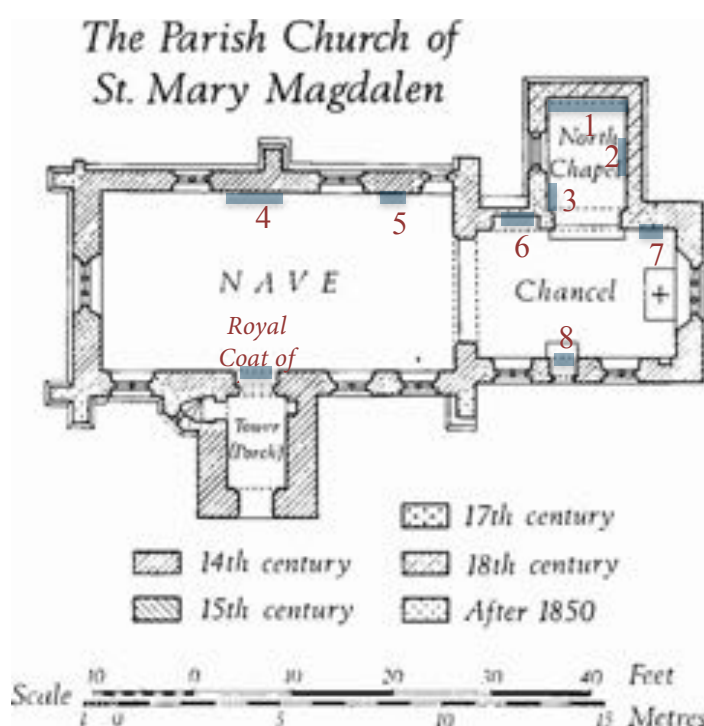 The Parish Church of
St. Mary Magdalen
1
North
2
Chapel
3
4
5
6
7
NAVE
Chancel
Royal
Coat of
8
Tower
(Porch)
17th century
14th century
18th century
15th century
After 1850
10 0 10 20 30 40 Feet
Scale
1 0 5 10 15 Metres